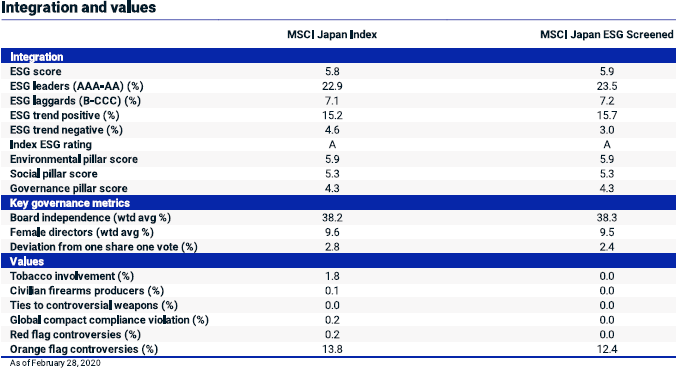 Integration and values
MSCI Japan Index MSCI Japan ESG Screened
Integration
ESG score 5.8 5.9
ESG leaders (AAA-AA) (%) 22.9 23.5
ESG laggards (B-CCC) (%) 7.1 7.2
ESG trend positive (%) 15.2 15.7
ESG trend negative (%) 4.6 3.0
Index ESG rating A A
Environmental pillar score 5.9 5.9
Social pillar score 5.3 5.3
Governance pillar score 4.3 4.3
Key governance metrics
Board independence (wtd avg %) 38.2 38.3
Female directors (wtd avg %) 9.6 9.5
Deviation from one share one vote (%) 2.8 2.4
Values
Tobacco involvement (%) 1.8 0.0
Civilian firearms producers (%) 0.1 0.0
Ties to controversial weapons (%) 0.0 0.0
Global compact compliance violation (%) 0.2 0.0
Red flag controversies (%) 0.2 0.0
Orange flag controversies (%) 13.8 12.4
As of February 28, 2020